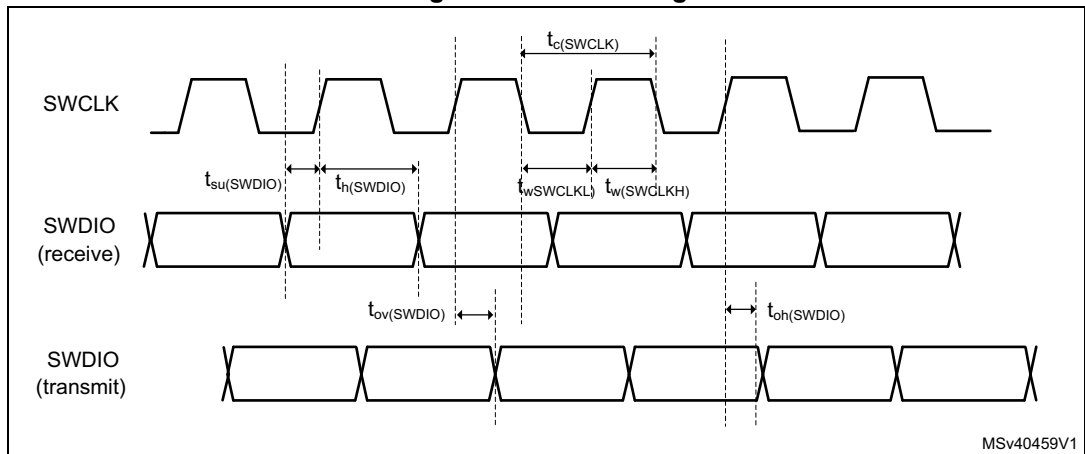 tc(SWCLK)
SWCLK
tsu(SWDIO)
th(SWDIO)
twSWCLKL)
tw(SWCLKH)
SWDIO
(receive)
tov(SWDIO)
toh(SWDIO)
SWDIO
(transmit)
MSv40459V1